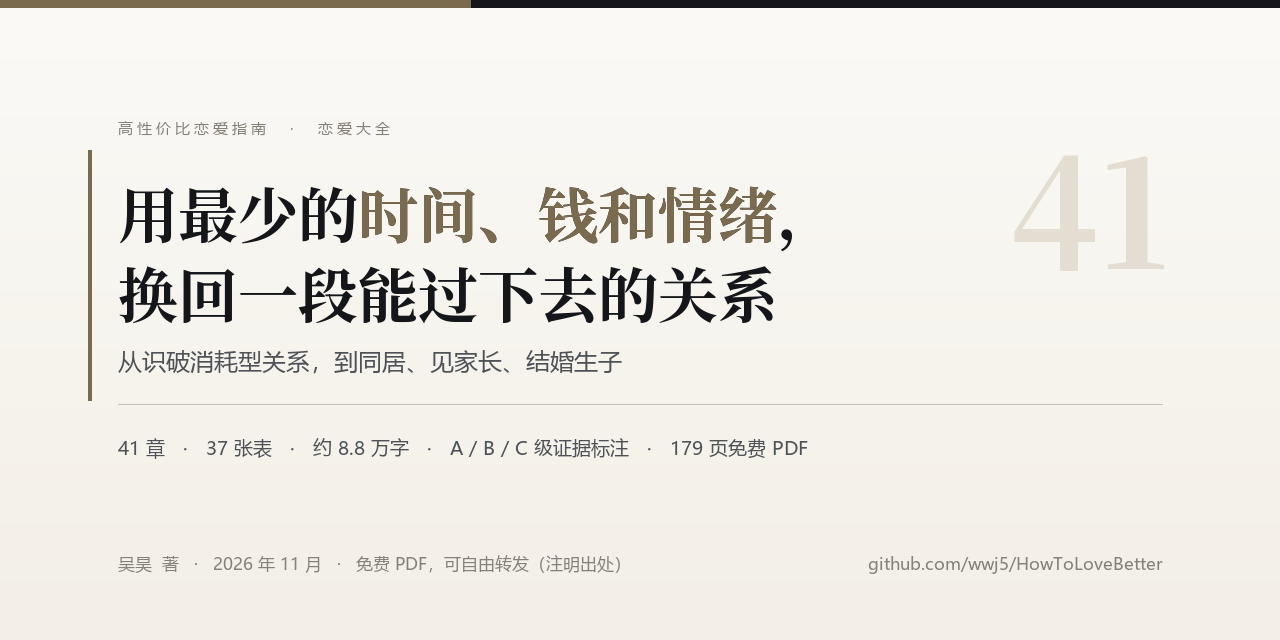 高性价比恋爱指南 · 恋爱大全
41
用最少的时间、钱和情绪，
换回一段能过下去的关系
从识破消耗型关系，到同居、见家长、结婚生子
41 章 · 37 张表 · 约 8.8 万字 · A / B / C 级证据标注 · 179 页免费 PDF
吴昊 著 · 2026 年 11 月 · 免费 PDF，可自由转发（注明出处）
github.com/wwj5/HowToLoveBetter